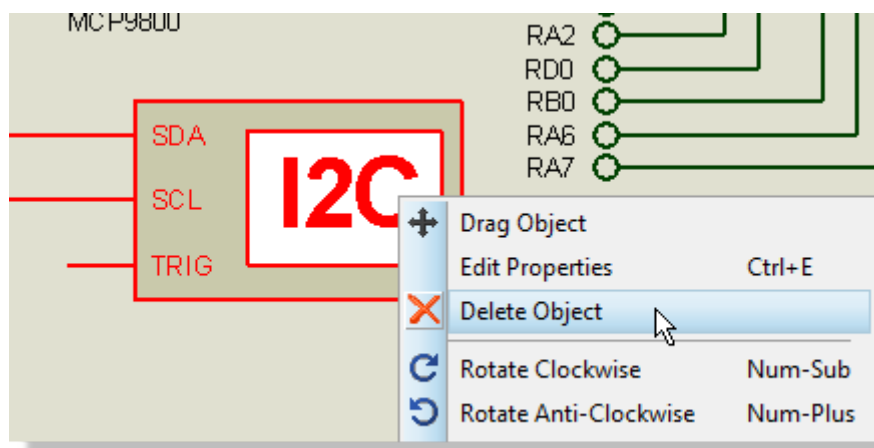 MCP9800
RA2
RD0
RB0
RA6
RA7
SDA
SCL
TRIG
I2C
Drag Object
Edit Properties Ctrl+E
Delete Object
Rotate Clockwise Num-Sub
Rotate Anti-Clockwise Num-Plus